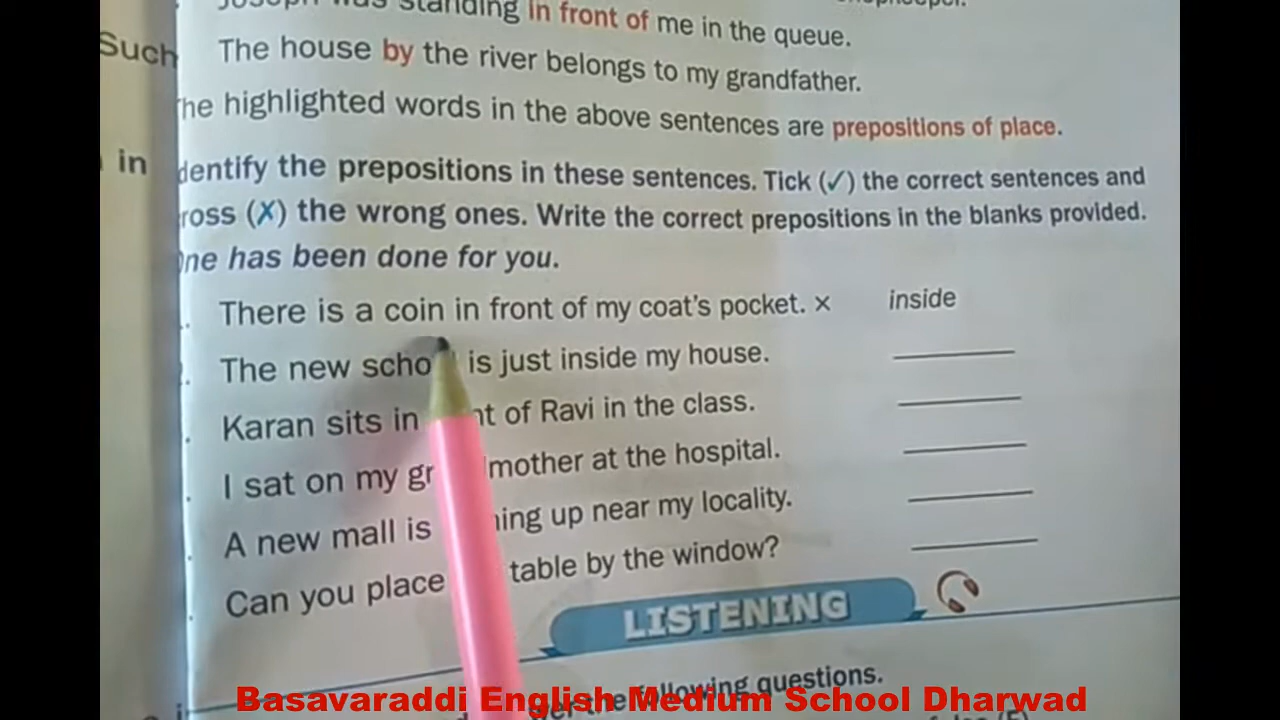 standing in front of me in the queue.
Such
The house by the river belongs to my grandfather.
he highlighted words in the above sentences are prepositions of place.
in
dentify the prepositions in these sentences. Tick (✓) the correct sentences and
ross (✗) the wrong ones. Write the correct prepositions in the blanks provided.
ne has been done for you.
There is a coin in front of my coat's pocket. × inside
The new scho is just inside my house.
Karan sits in nt of Ravi in the class.
I sat on my gr mother at the hospital.
A new mall is ing up near my locality.
Can you place table by the window?
LISTENING
the following questions.
Basavaraddi English Medium School Dharwad